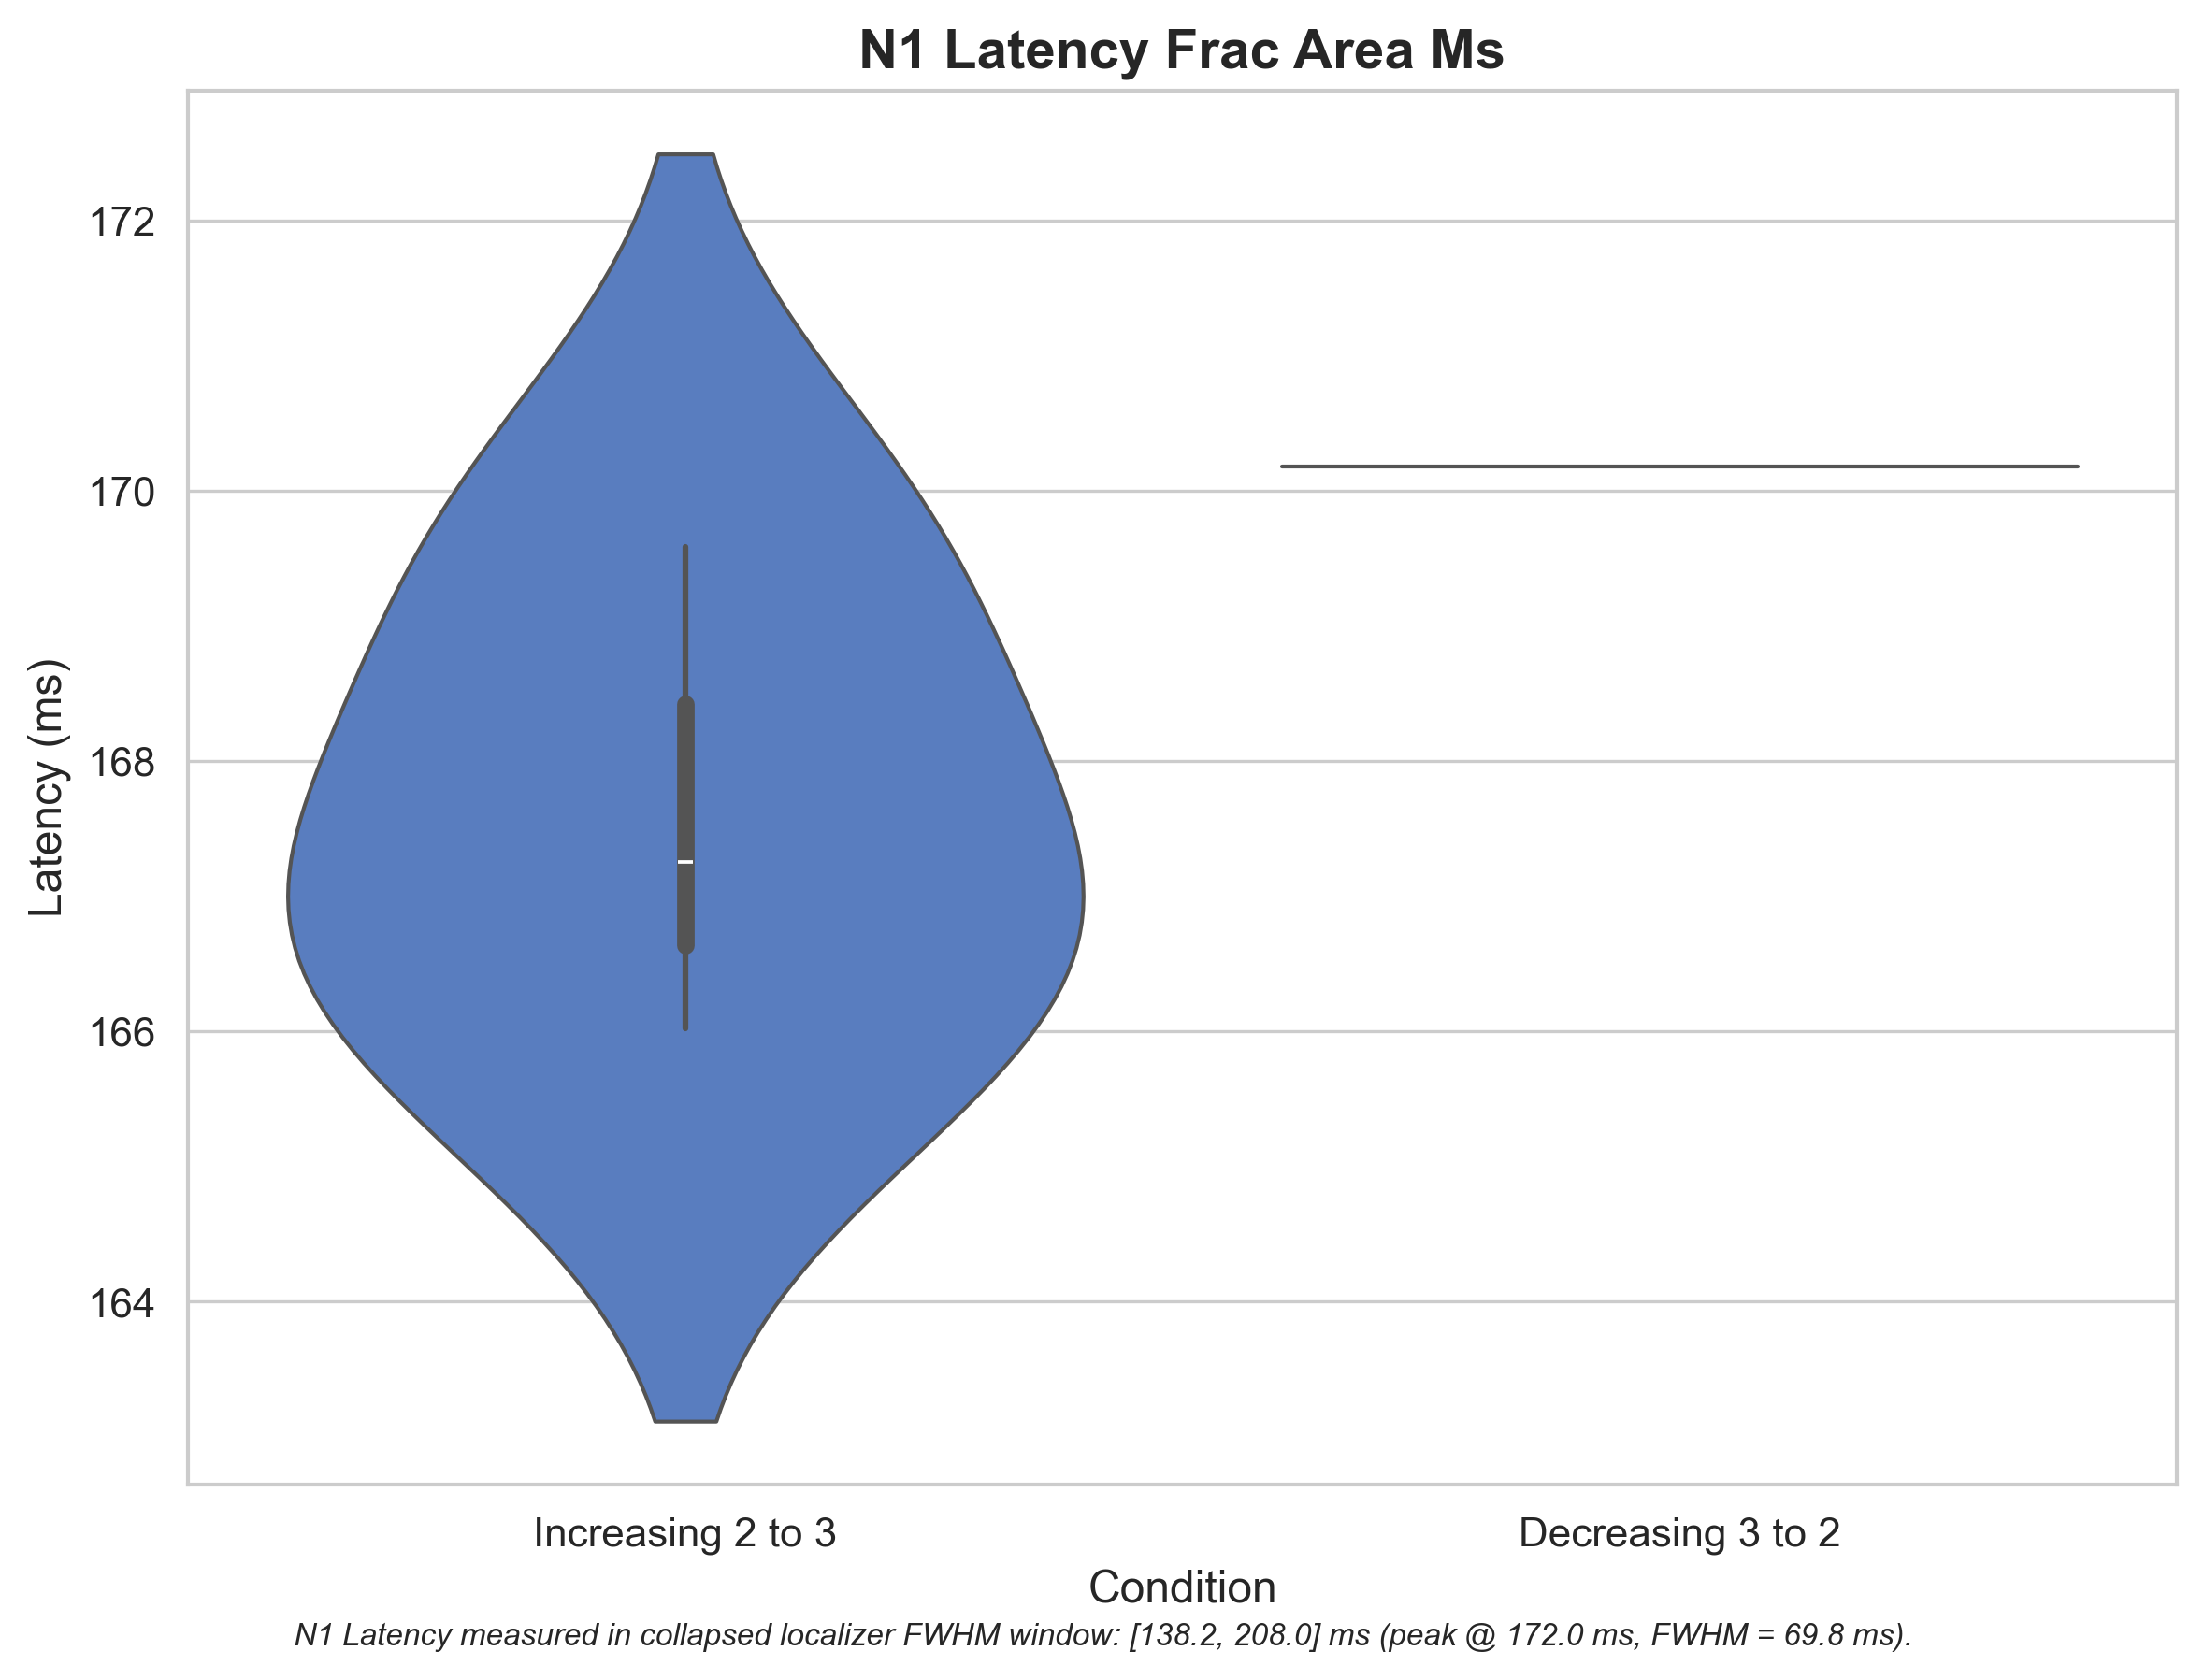 N1 Latency Frac Area Ms
Latency (ms)
172
170
168
166
164
Increasing 2 to 3
Decreasing 3 to 2
Condition
N1 Latency measured in collapsed localizer FWHM window: [138.2, 208.0] ms (peak @ 172.0 ms, FWHM = 69.8 ms).